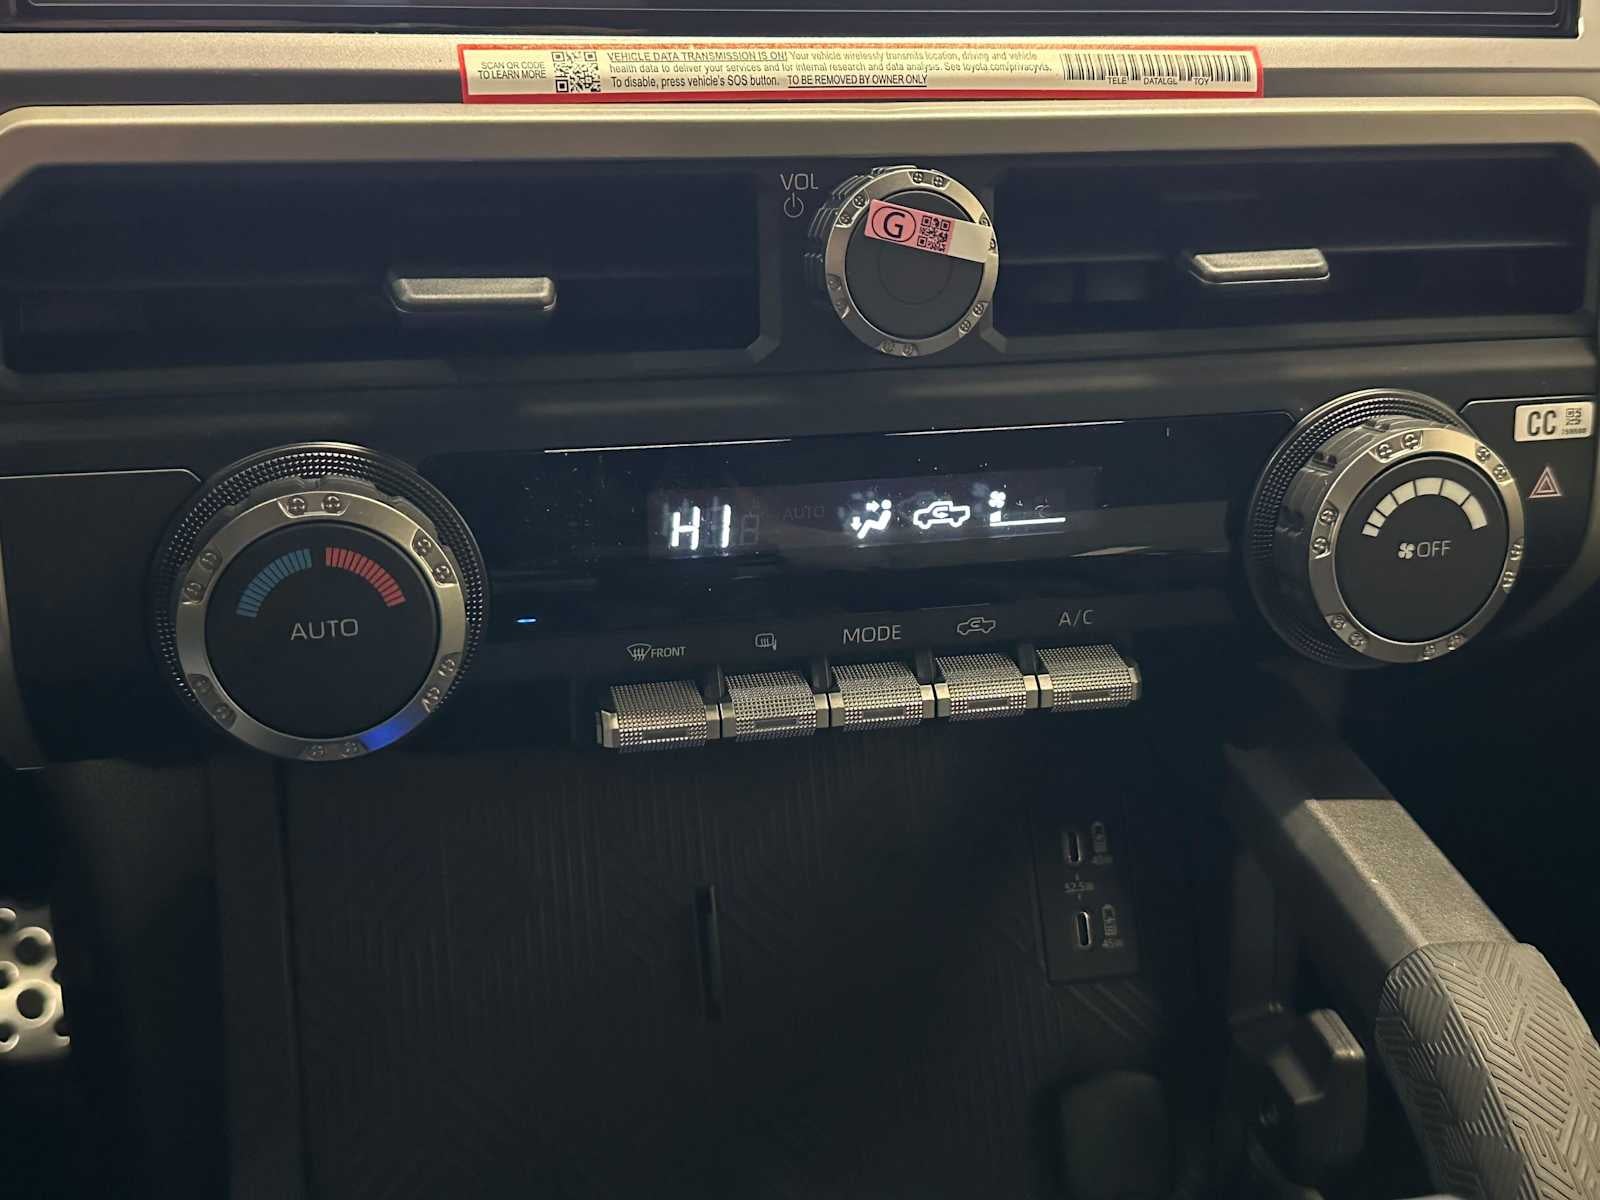 SCAN QR CODE
TO LEARN MORE
VEHICLE DATA TRANSMISSION IS ON! Your vehicle wirelessly transmits location, driving and vehicle
health data to deliver your services and for internal research and data analysis. See toyota.com/privacyvts.
To disable, press vehicle's SOS button. TO BE REMOVED BY OWNER ONLY
TELE DATALGL TOY
VOL
G
CC
HI
AUTO
OFF
AUTO
FRONT
MODE
A/C
45W
52.5W
45W